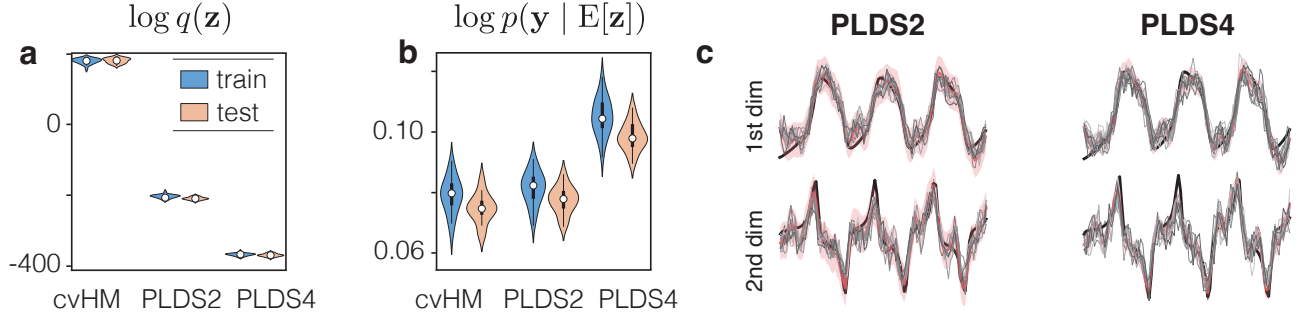 log q(z)
log p(y | E[z])
PLDS2
PLDS4
a
b
c
train
test
0
-400
0.10
0.06
1st dim
2nd dim
cvHM PLDS2 PLDS4
cvHM PLDS2 PLDS4